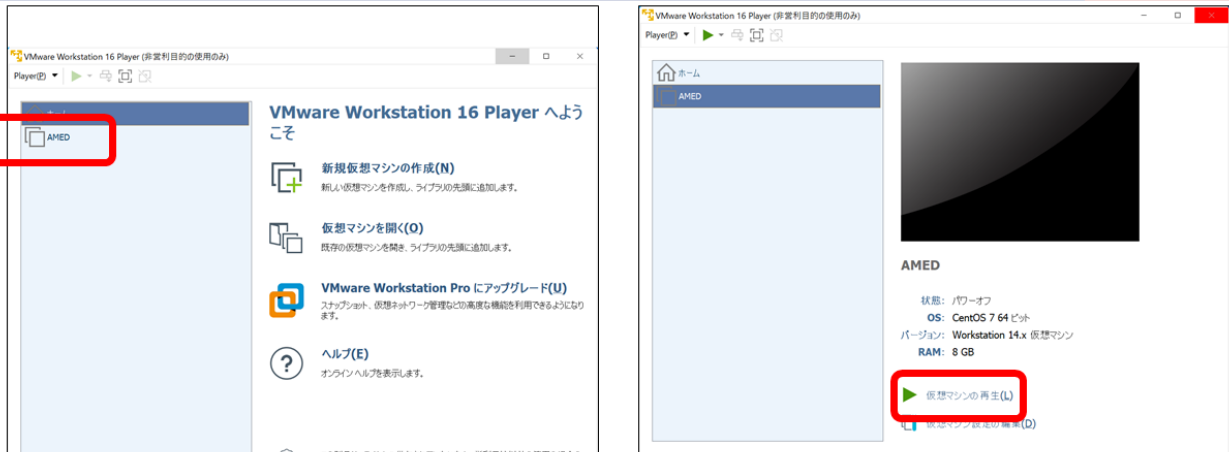 VMware Workstation 16 Player (非営利目的の使用のみ)
Player(P)
ホーム
AMED
VMware Workstation 16 Player へよう
こそ
新規仮想マシンの作成(N)
新しい仮想マシンを作成し、ライブラリの先頭に追加します。
仮想マシンを開く(O)
既存の仮想マシンを開き、ライブラリの先頭に追加します。
VMware Workstation Pro にアップグレード(U)
スナップショット、仮想ネットワーク管理などの高度な機能を利用できるようになり
ます。
ヘルプ(E)
オンライン ヘルプを表示します。
VMware Workstation 16 Player (非営利目的の使用のみ)
Player(P)
ホーム
AMED
AMED
状態: パワーオフ
OS: CentOS 7 64 ビット
バージョン: Workstation 14.x 仮想マシン
RAM: 8 GB
仮想マシンの再生(L)
仮想マシン設定の編集(D)